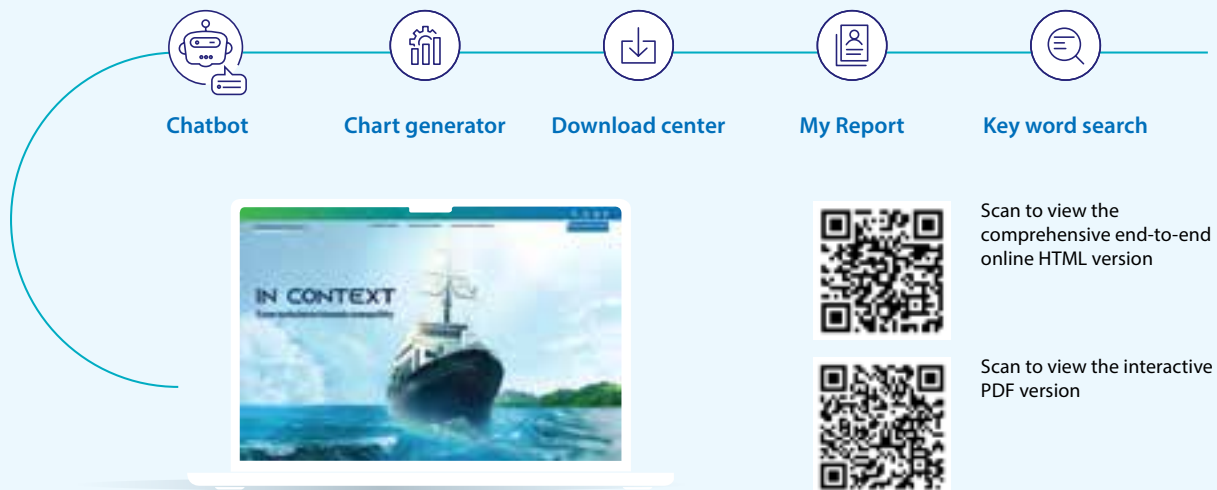 Chatbot
Chart generator
Download center
My Report
Key word search
IN CONTEXT
Scan to view the
comprehensive end-to-end
online HTML version
Scan to view the interactive
PDF version